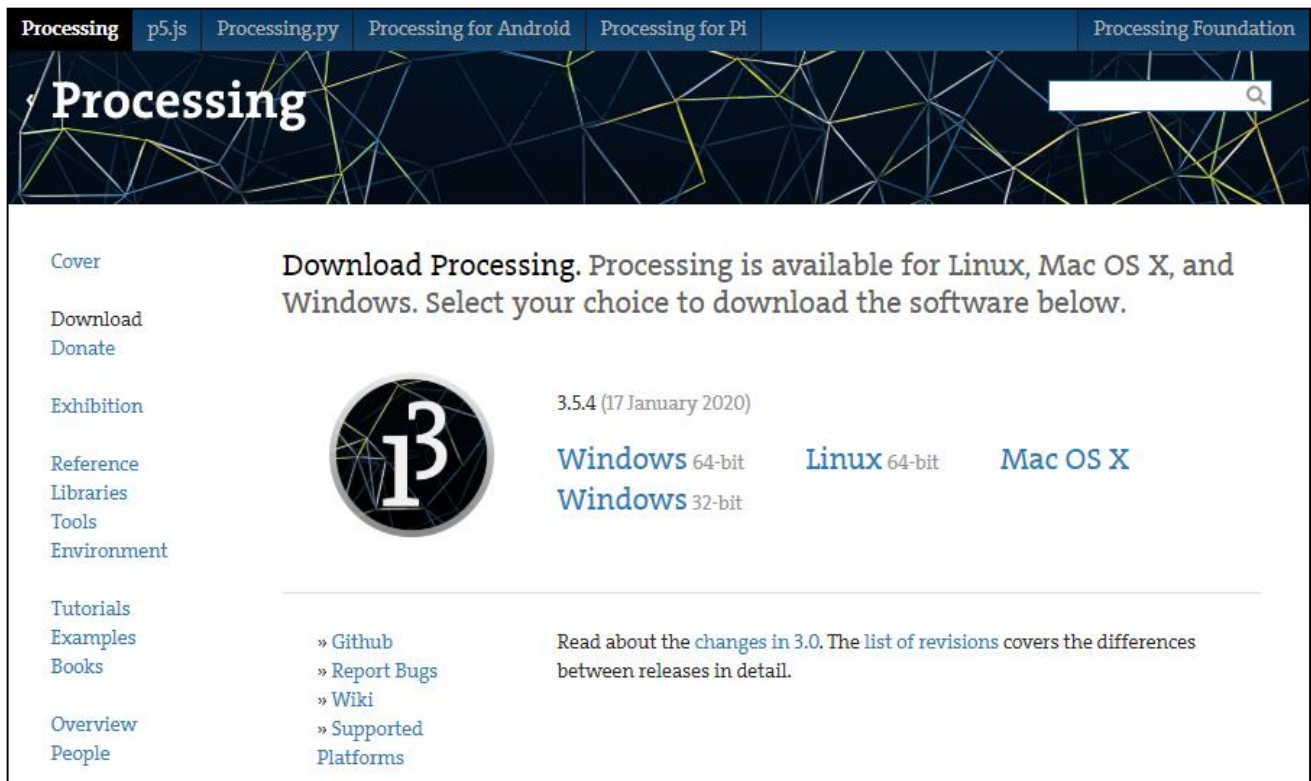 Processing p5.js Processing.py Processing for Android Processing for Pi Processing Foundation
Processing
Cover
Download
Donate
Exhibition
Reference
Libraries
Tools
Environment
Tutorials
Examples
Books
Overview
People
Download Processing. Processing is available for Linux, Mac OS X, and
Windows. Select your choice to download the software below.
3
3.5.4 (17 January 2020)
Windows 64-bit Linux 64-bit Mac OS X
Windows 32-bit
» Github
» Report Bugs
» Wiki
» Supported
Platforms
Read about the changes in 3.0. The list of revisions covers the differences
between releases in detail.